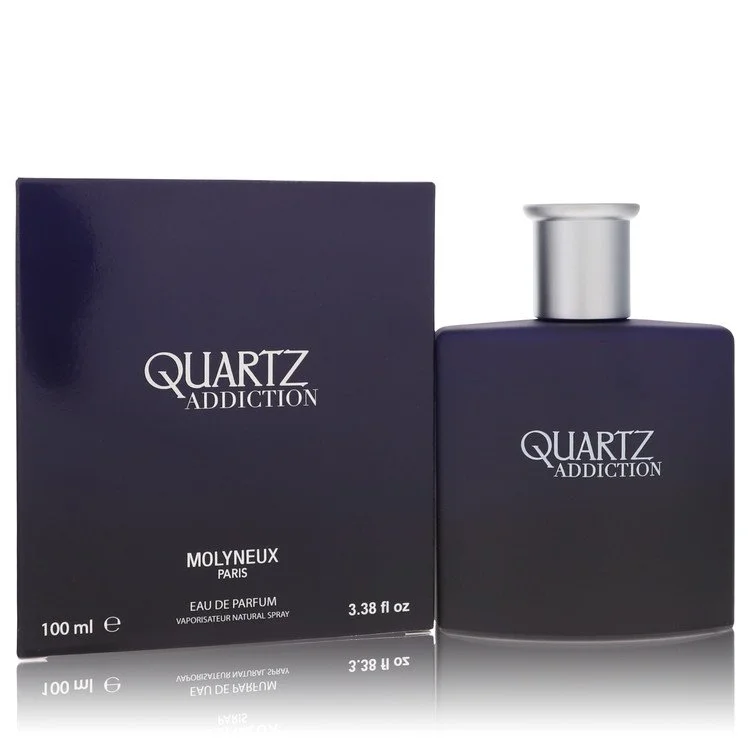 QUARTZ
ADDICTION
MOLYNEUX
PARIS
EAU DE PARFUM
VAPORISATEUR NATURAL SPRAY
100 ml ℮
3.38 fl oz
QUARTZ
ADDICTION